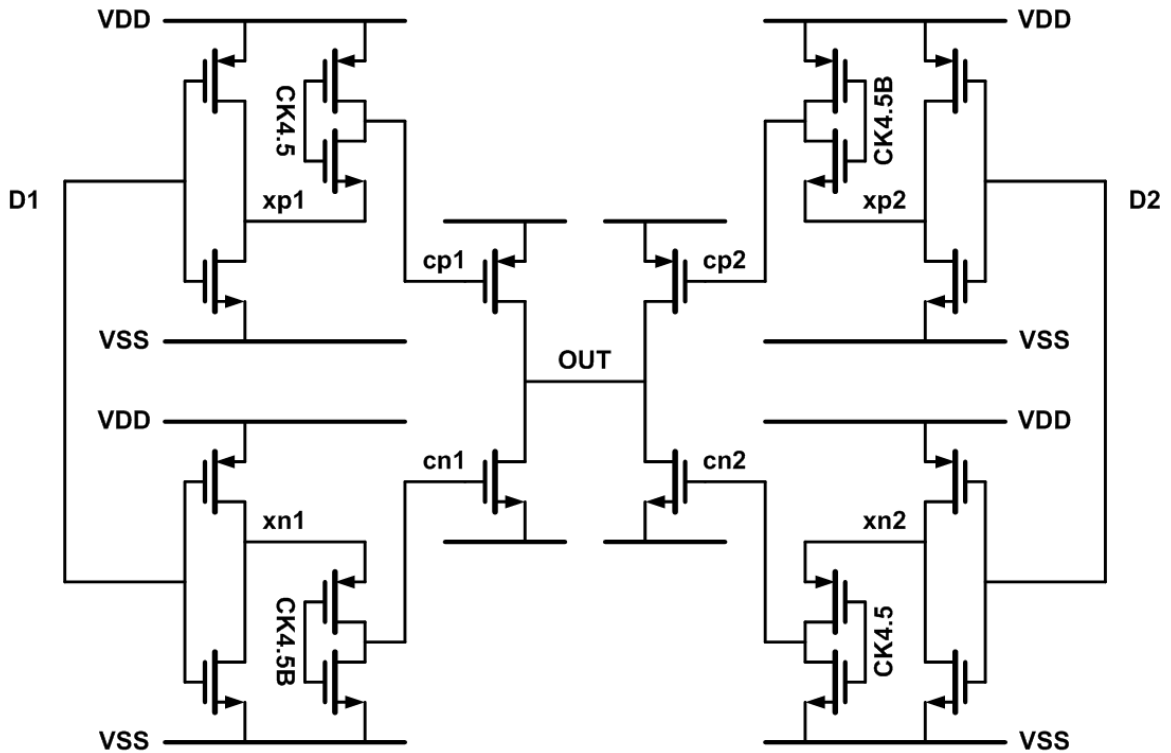 VDD
VDD
CK4.5
CK4.5B
D1
xp1
xp2
D2
cp1
cp2
VSS
VSS
OUT
VDD
VDD
cn1
cn2
xn1
xn2
CK4.5B
CK4.5
VSS
VSS